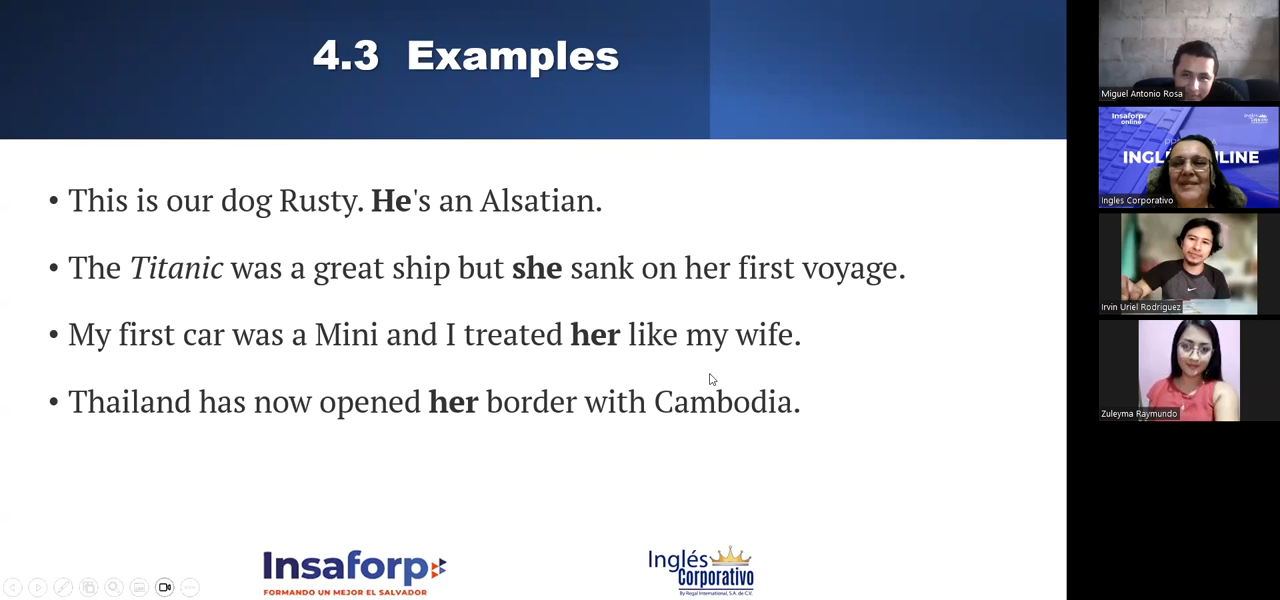 4.3 Examples
• This is our dog Rusty. He's an Alsatian.
• The Titanic was a great ship but she sank on her first voyage.
• My first car was a Mini and I treated her like my wife.
• Thailand has now opened her border with Cambodia.
Insaforp
FORMANDO UN MEJOR EL SALVADOR
Inglés
Corporativo
By Regal International, S.A. de C.V.
Miguel Antonio Rosa
Insaforp
online
INGL LINE
Ingles Corporativo
Irvin Uriel Rodriguez
Zuleyma Raymundo